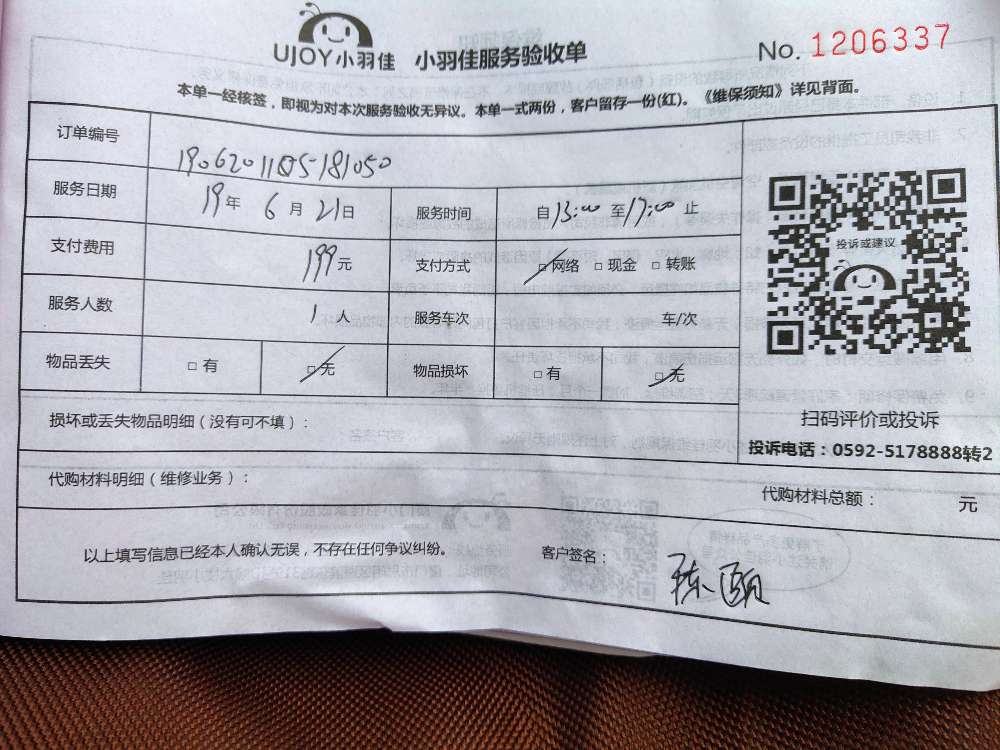 UJOY小羽佳 小羽佳服务验收单 No. 1206337
本单一经核签，即视为对本次服务验收无异议。本单一式两份，客户留存一份(红)。《维保须知》详见背面。
订单编号 1906201105-181050
服务日期 19年 6月 21日 服务时间 自13:00至17:00止
支付费用 199元 支付方式 网络 现金 转账
服务人数 1人 服务车次 车/次
物品丢失 有 无 物品损坏 有 无
投诉或建议
扫码评价或投诉
投诉电话：0592-5178888转2
损坏或丢失物品明细（没有可不填）：
代购材料明细（维修业务）： 代购材料总额： 元
以上填写信息已经本人确认无误，不存在任何争议纠纷。 客户签名： 陈颐